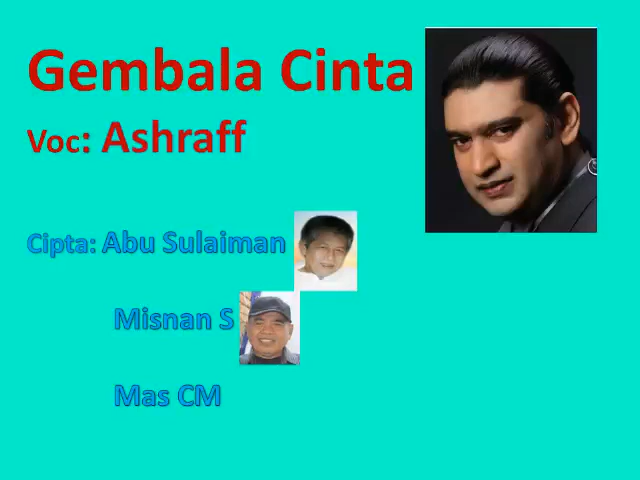 Gembala Cinta
Voc: Ashraff
Cipta: Abu Sulaiman
Misnan S
Mas CM